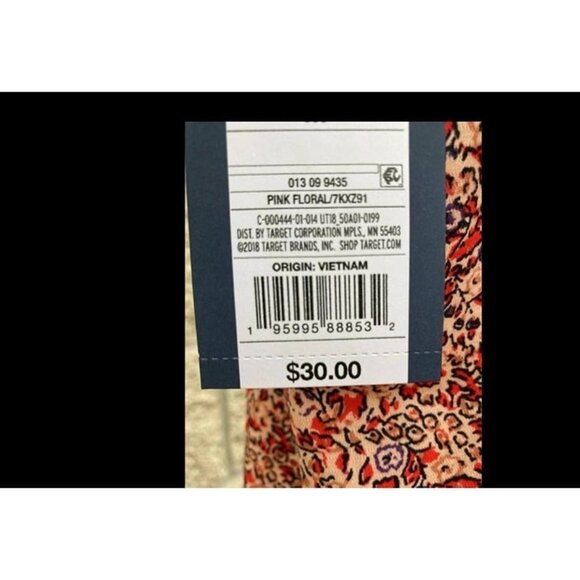 013 09 9435
PINK FLORAL/7KXZ91
C-000444-01-014 UT18_50A01-0199
DIST. BY TARGET CORPORATION MPLS., MN 55403
©2018 TARGET BRANDS, INC. SHOP TARGET.COM
ORIGIN: VIETNAM
1 95995 88853 2
$30.00